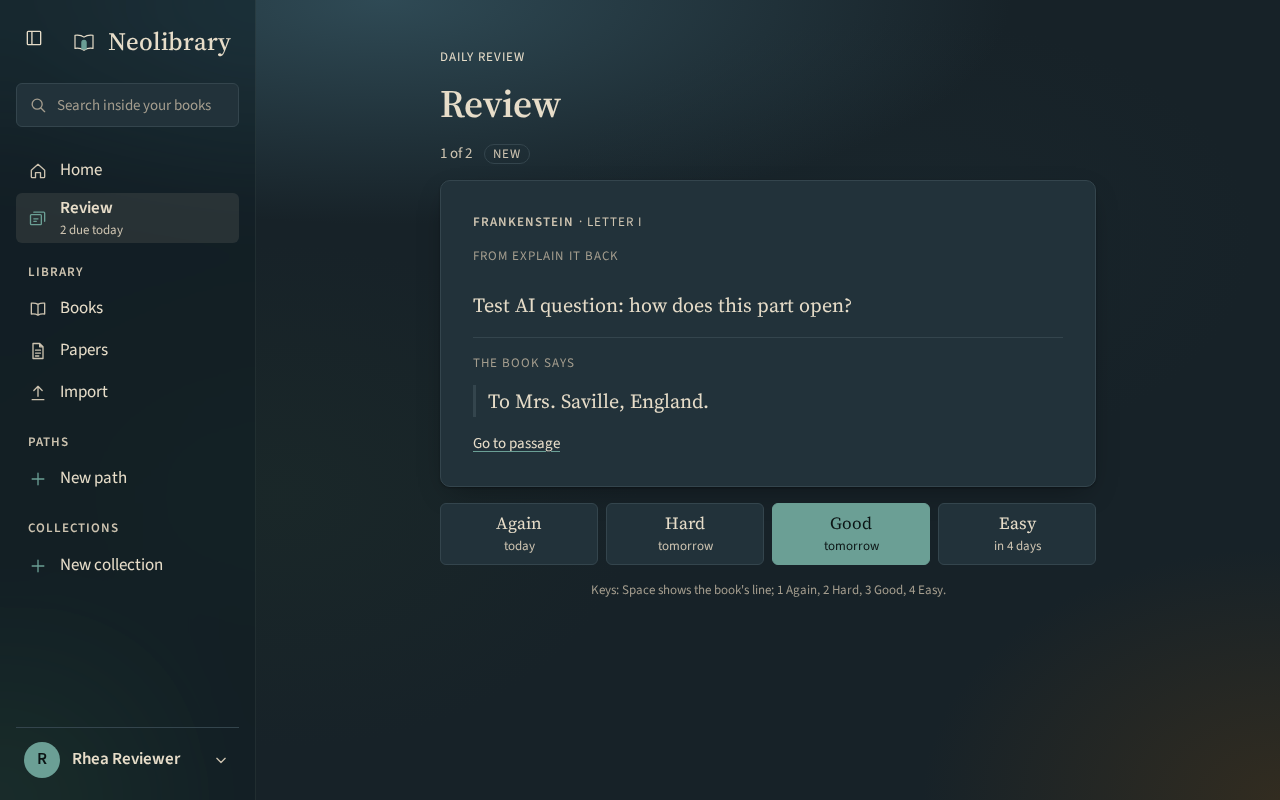 Neolibrary
Search inside your books
Home
Review
2 due today
LIBRARY
Books
Papers
Import
PATHS
New path
COLLECTIONS
New collection
R
Rhea Reviewer
DAILY REVIEW
Review
1 of 2 NEW
FRANKENSTEIN · LETTER I
FROM EXPLAIN IT BACK
Test AI question: how does this part open?
THE BOOK SAYS
To Mrs. Saville, England.
Go to passage
Again
today
Hard
tomorrow
Good
tomorrow
Easy
in 4 days
Keys: Space shows the book's line; 1 Again, 2 Hard, 3 Good, 4 Easy.